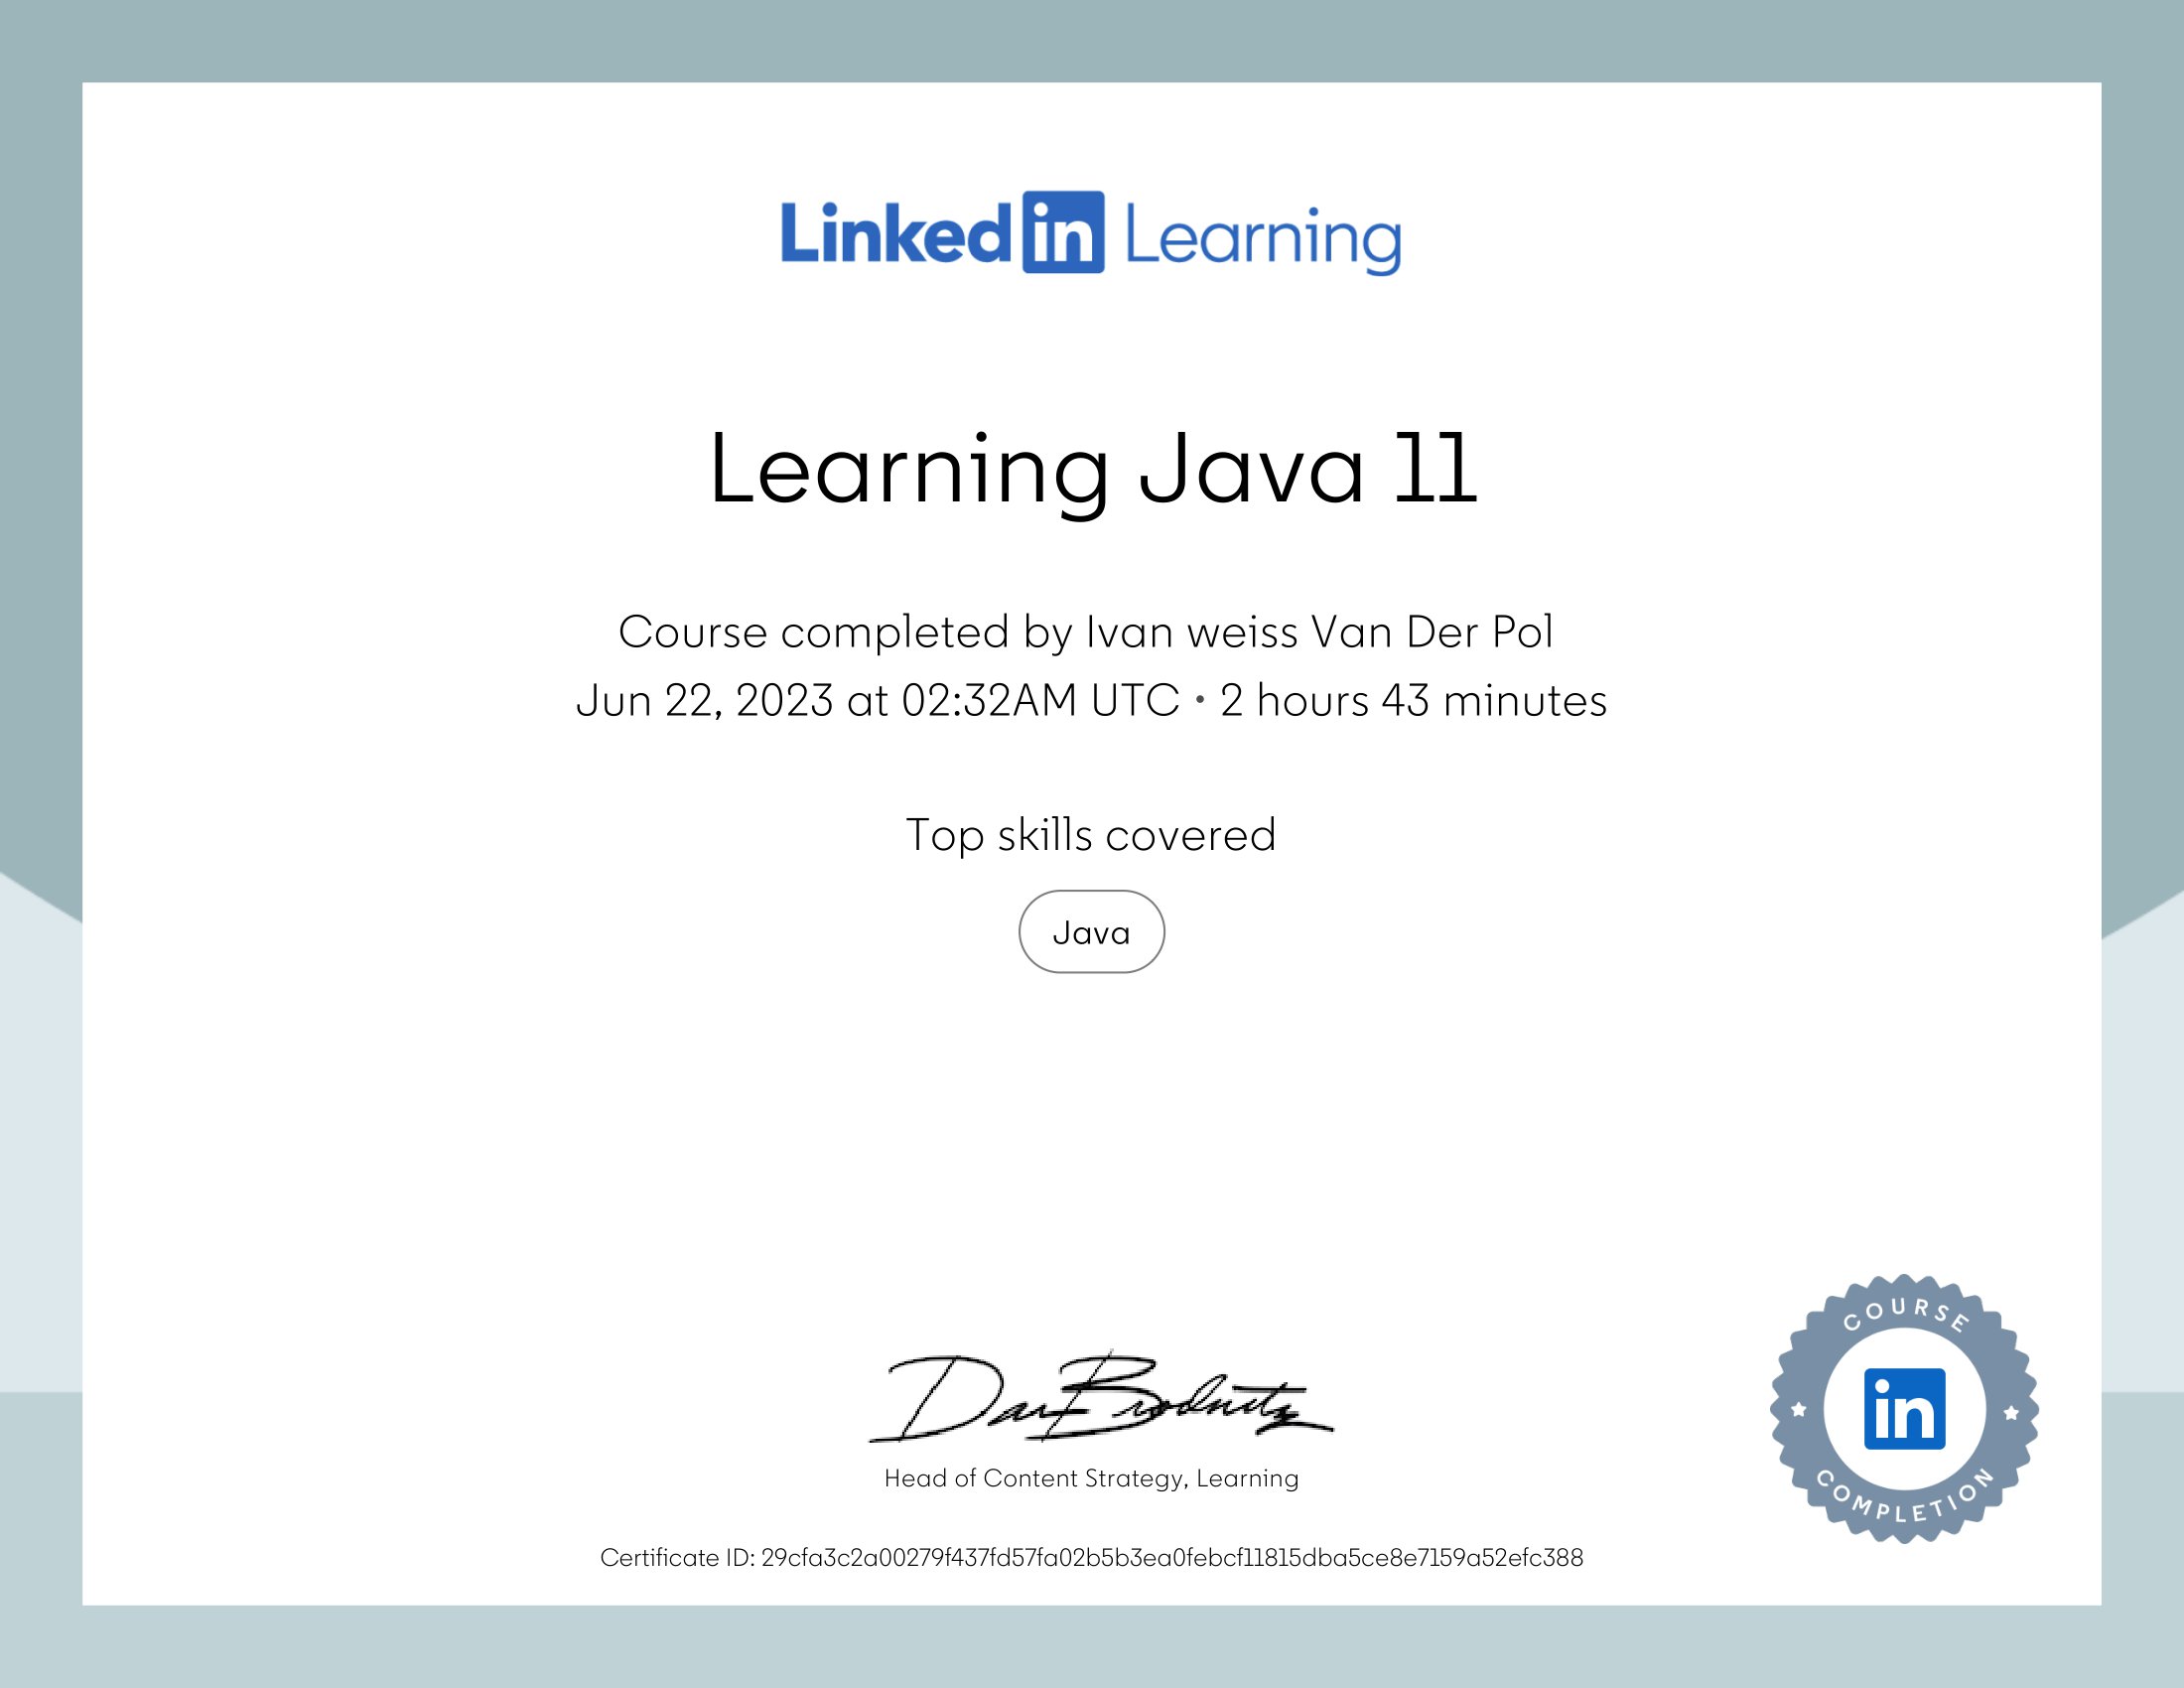 Linked in Learning
Learning Java 11
Course completed by Ivan weiss Van Der Pol
Jun 22, 2023 at 02:32AM UTC • 2 hours 43 minutes
Top skills covered
Java
Head of Content Strategy, Learning
Certificate ID: 29cfa3c2a00279f437fd57fa02b5b3ea0febcf11815dba5ce8e7159a52efc388
COURSE
in
COMPLETION